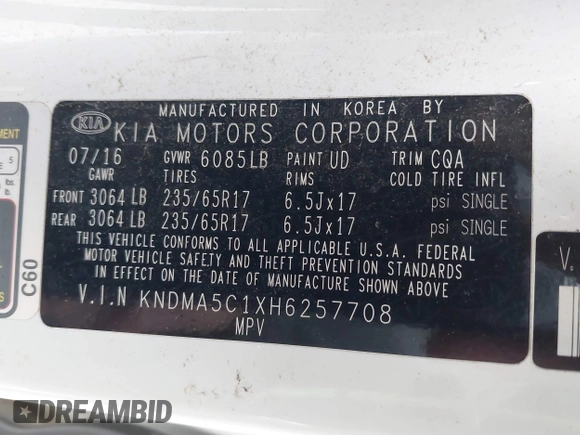 MANUFACTURED IN KOREA BY
KIA KIA MOTORS CORPORATION
07/16 GVWR 6085LB PAINT UD TRIM CQA
GAWR TIRES RIMS COLD TIRE INFL
FRONT 3064 LB 235/65R17 6.5Jx17 psi SINGLE
REAR 3064 LB 235/65R17 6.5Jx17 psi SINGLE
THIS VEHICLE CONFORMS TO ALL APPLICABLE U.S.A. FEDERAL
MOTOR VEHICLE SAFETY AND THEFT PREVENTION STANDARDS
IN EFFECT ON THE DATE OF MANUFACTURE SHOWN ABOVE.
V.I.N KNDMA5C1XH6257708
MPV
C60
5
lbs.
V.
DREAMBID